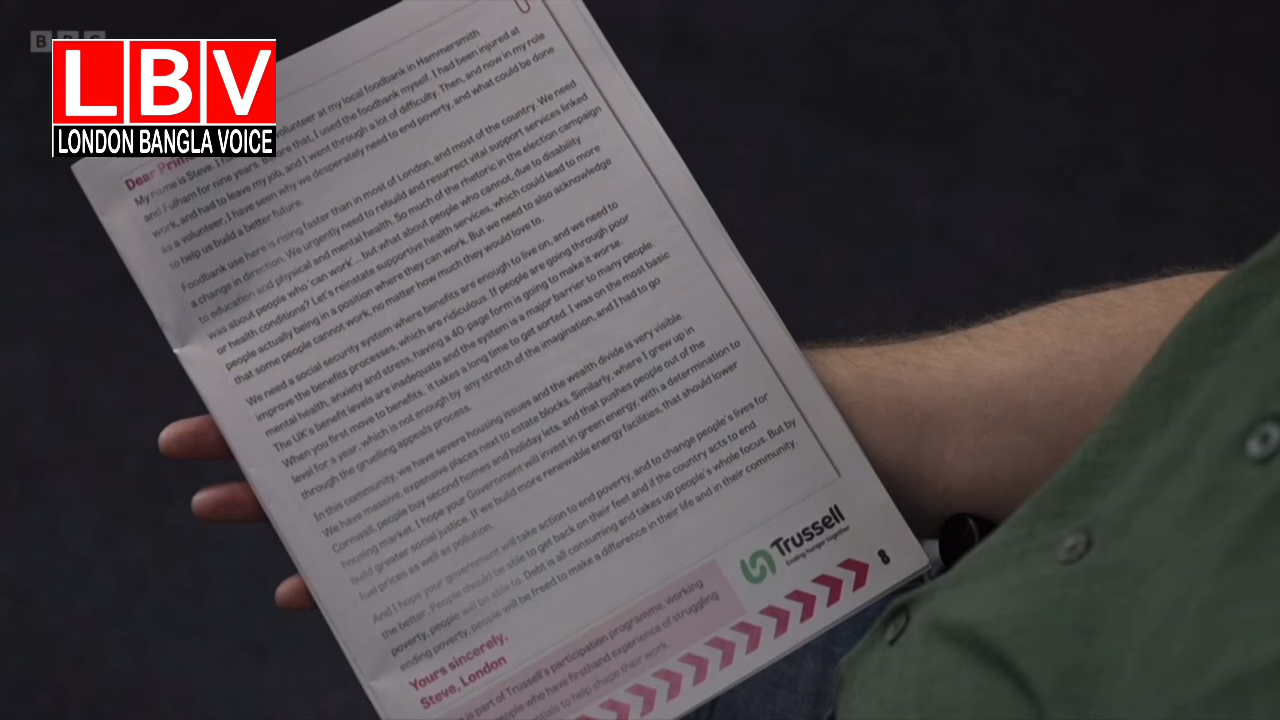 BBC
LBV
LONDON BANGLA VOICE
Dear Prime
My name is Steve. I have volunteer at my local foodbank in Hammersmith
and Fulham for nine years. Before that, I used the foodbank myself. I had been injured at
work, and had to leave my job, and I went through a lot of difficulty. Then, and now in my role
as a volunteer, I have seen why we desperately need to end poverty, and what could be done
to help us build a better future.
Foodbank use here is rising faster than in most of London, and most of the country. We need
a change in direction. We urgently need to rebuild and resurrect vital support services linked
to education and physical and mental health. So much of the rhetoric in the election campaign
was about people who 'can work'... but what about people who cannot, due to disability
or health conditions? Let's reinstate supportive health services, which could lead to more
people actually being in a position where they can work. But we need to also acknowledge
that some people cannot work, no matter how much they would love to.
We need a social security system where benefits are enough to live on, and we need to
improve the benefits processes, which are ridiculous. If people are going through poor
mental health, anxiety and stress, having a 40-page form is going to make it worse.
The UK's benefit levels are inadequate and the system is a major barrier to many people.
When you first move to benefits, it takes a long time to get sorted. I was on the most basic
level for a year, which is not enough by any stretch of the imagination, and I had to go
through the gruelling appeals process.
In this community, we have severe housing issues and the wealth divide is very visible.
We have massive, expensive places next to estate blocks. Similarly, where I grew up in
Cornwall, people buy second homes and holiday lets, and that pushes people out of the
housing market. I hope your Government will invest in green energy, with a determination to
build greater social justice. If we build more renewable energy facilities, that should lower
fuel prices as well as pollution.
And I hope your government will take action to end poverty, and to change people's lives for
the better. People should be able to get back on their feet and if the country acts to end
poverty, people will be able to. Debt is all consuming and takes up people's whole focus. But by
ending poverty, people will be freed to make a difference in their life and in their community.
Yours sincerely,
Steve, London
Trussell
Ending hunger together
8
is part of Trussell's participation programme, working
people who have firsthand experience of struggling
essentials to help shape their work.